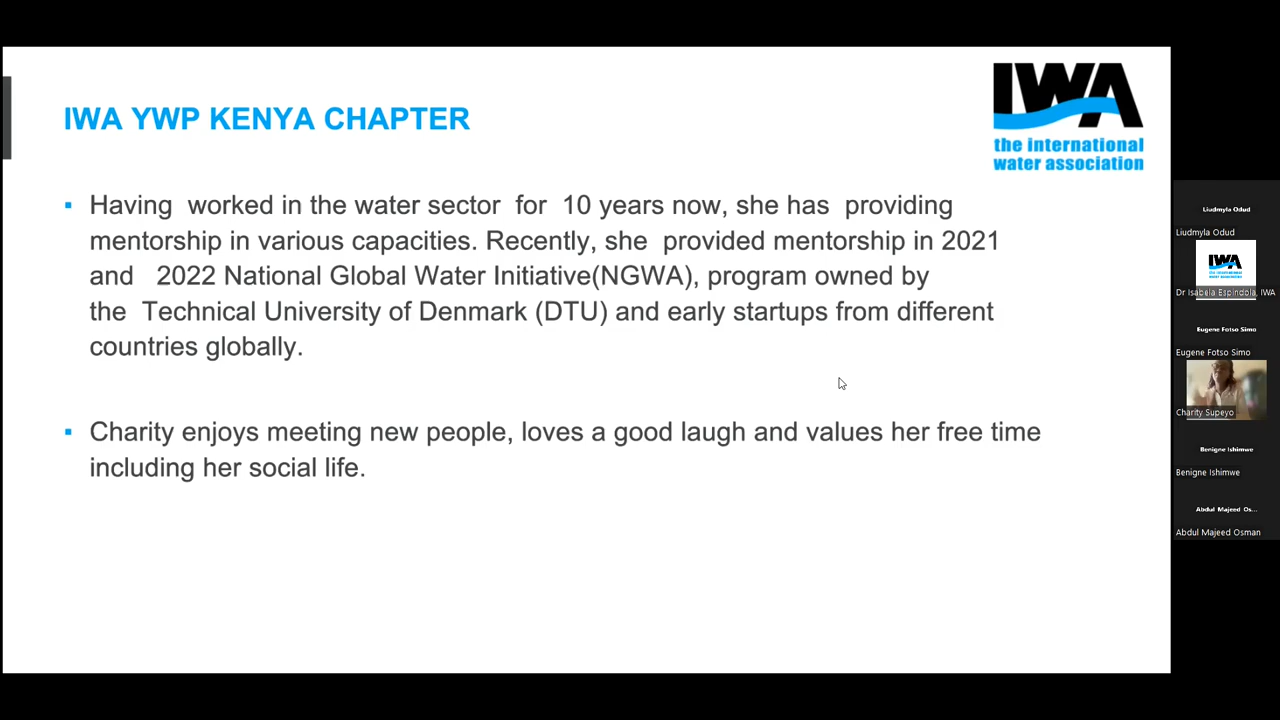 IWA YWP KENYA CHAPTER
IWA
the international
water association
▪ Having worked in the water sector for 10 years now, she has providing
mentorship in various capacities. Recently, she provided mentorship in 2021
and 2022 National Global Water Initiative(NGWA), program owned by
the Technical University of Denmark (DTU) and early startups from different
countries globally.
▪ Charity enjoys meeting new people, loves a good laugh and values her free time
including her social life.
Liudmyla Odud
Liudmyla Odud
IWA
Dr Isabela Espindola, IWA
Eugene Fotso Simo
Eugene Fotso Simo
Charity Supeyo
Benigne Ishimwe
Benigne Ishimwe
Abdul Majeed Os...
Abdul Majeed Osman